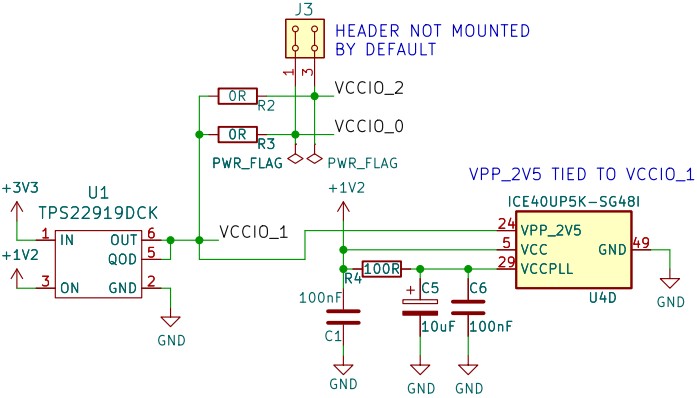 J3
HEADER NOT MOUNTED
BY DEFAULT
1
3
VCCIO_2
0R
R2
VCCIO_0
0R
R3
PWR_FLAG
PWR_FLAG
VPP_2V5 TIED TO VCCIO_1
+3V3
U1
TPS22919DCK
+1V2
ICE40UP5K-SG48I
1
IN
OUT
6
VCCIO_1
24
VPP_2V5
+1V2
QOD
5
5
VCC
GND
49
3
ON
GND
2
R4
100R
29
VCCPLL
U4D
GND
100nF
C1
+
C5
10uF
C6
100nF
GND
GND
GND
GND